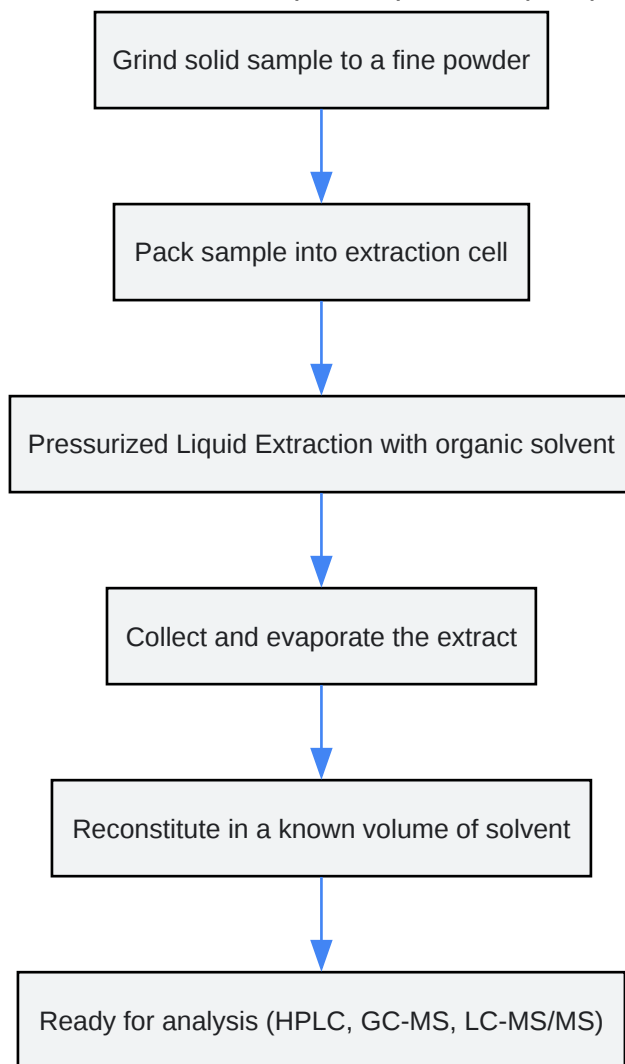 Grind solid sample to a fine powder
Pack sample into extraction cell
Pressurized Liquid Extraction with organic solvent
Collect and evaporate the extract
Reconstitute in a known volume of solvent
Ready for analysis (HPLC, GC-MS, LC-MS/MS)